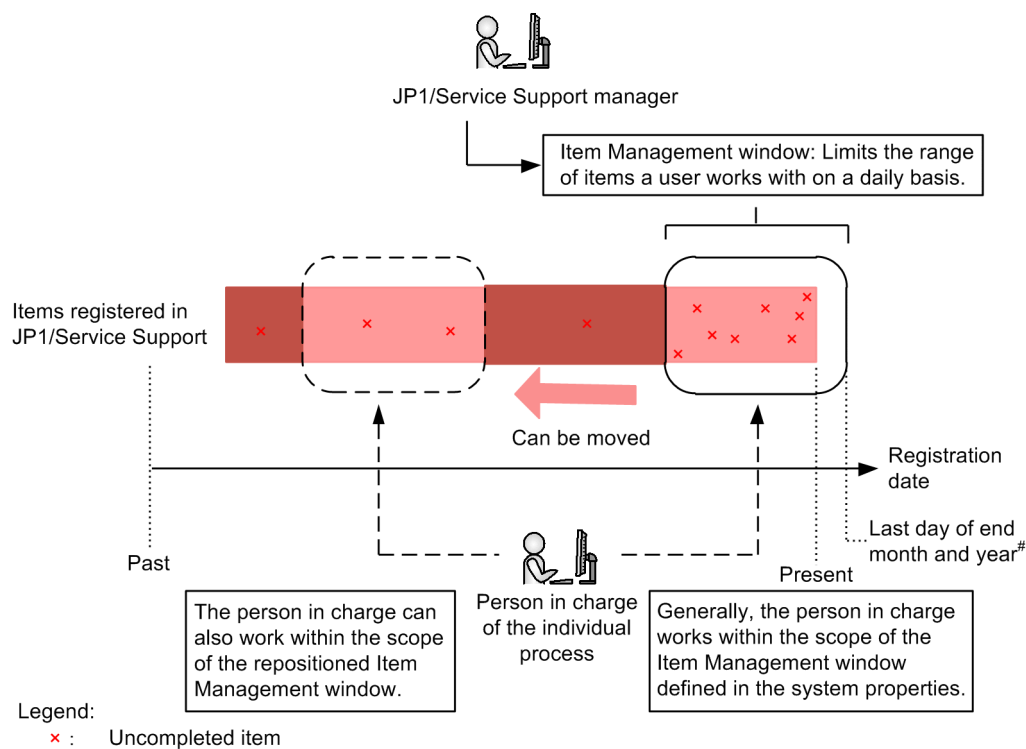 JP1/Service Support manager
Item Management window: Limits the range
of items a user works with on a daily basis.
Items registered in
JP1/Service Support
Can be moved
Registration
date
Last day of end
month and year#
Past
Present
Person in charge
of the individual
process
The person in charge can
also work within the scope
of the repositioned Item
Management window.
Generally, the person in charge
works within the scope of the
Item Management window
defined in the system properties.
Legend:
× : Uncompleted item